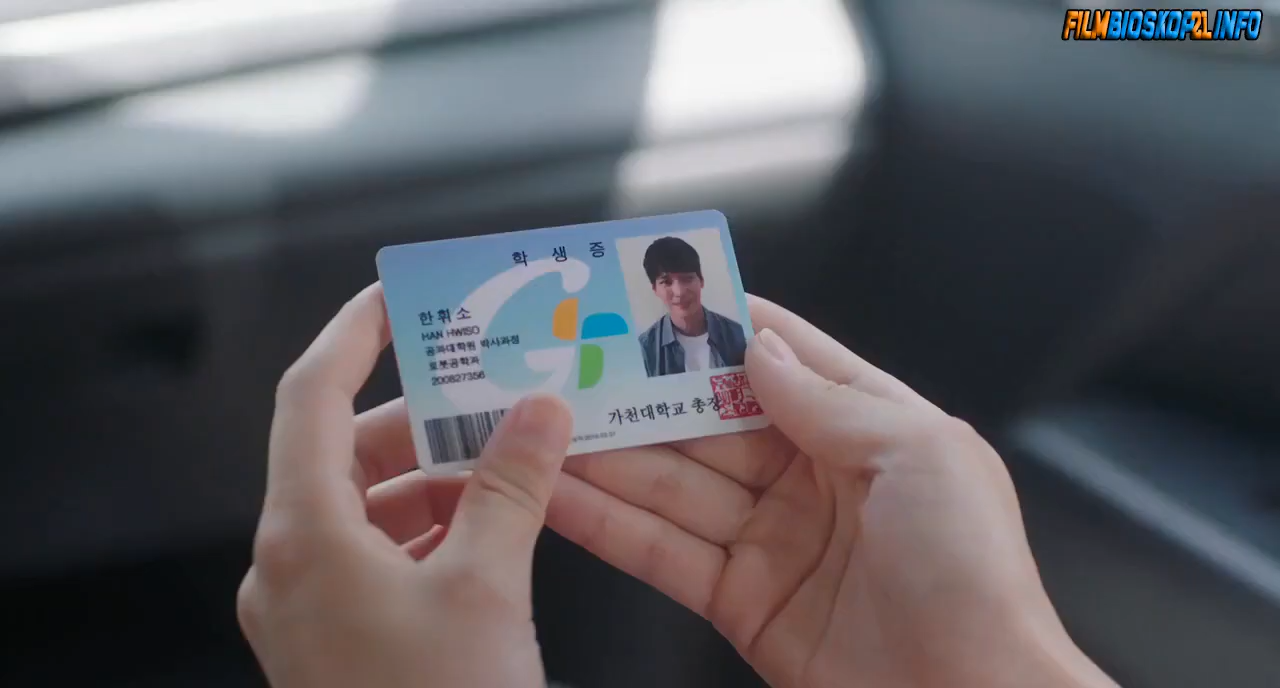 FILMBIOSKOP21.INFO
학 생 증
한휘소
HAN HWISO
공과대학원 박사과정
로봇공학과
200827356
가천대학교 총장